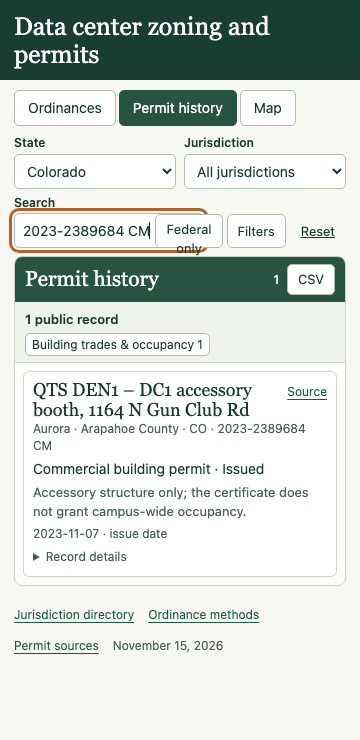 Data center zoning and
permits
Ordinances Permit history Map
State Jurisdiction
Colorado All jurisdictions
Search
2023-2389684 CM Federal only Filters Reset
Permit history 1 CSV
1 public record
Building trades & occupancy 1
QTS DEN1 – DC1 accessory Source
booth, 1164 N Gun Club Rd
Aurora · Arapahoe County · CO · 2023-2389684
CM
Commercial building permit · Issued
Accessory structure only; the certificate does
not grant campus-wide occupancy.
2023-11-07 · issue date
Record details
Jurisdiction directory Ordinance methods
Permit sources November 15, 2026